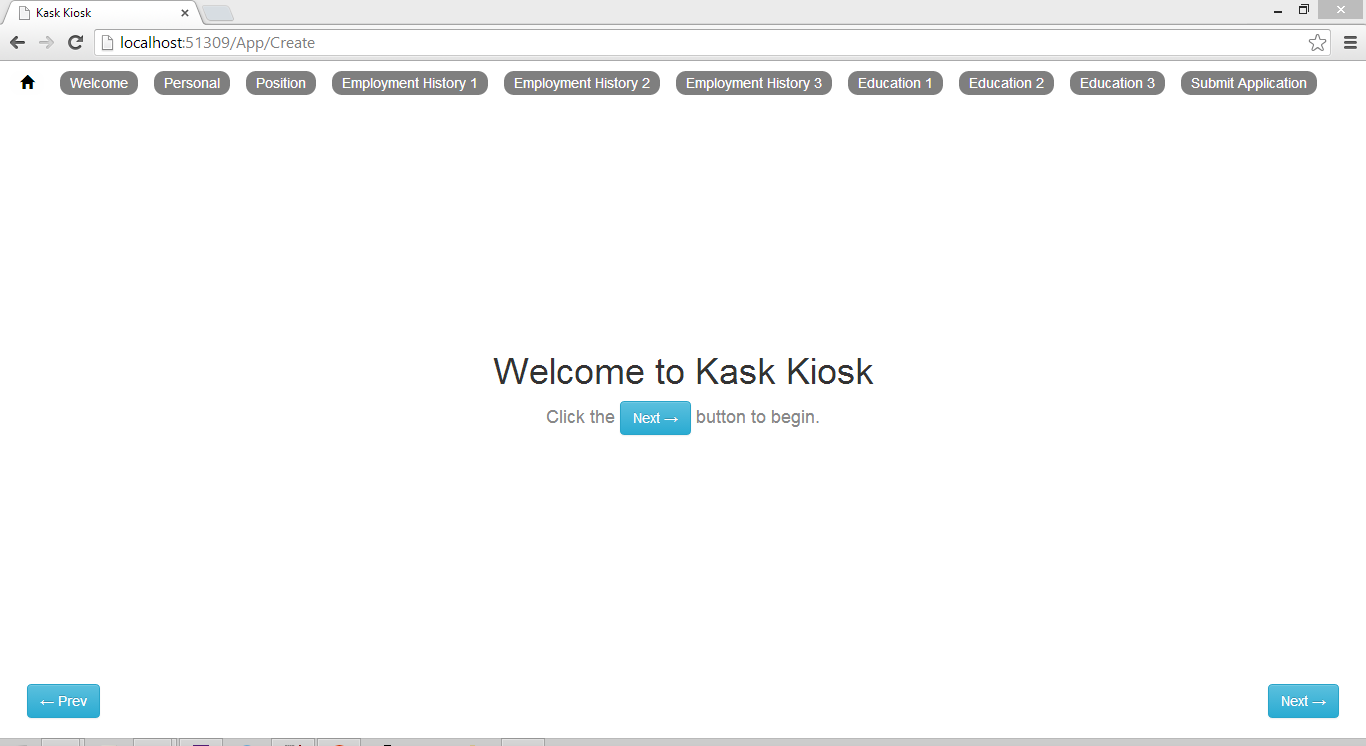 Kask Kiosk
localhost:51309/App/Create
Welcome Personal Position Employment History 1 Employment History 2 Employment History 3 Education 1 Education 2 Education 3 Submit Application
Welcome to Kask Kiosk
Click the Next → button to begin.
← Prev Next →